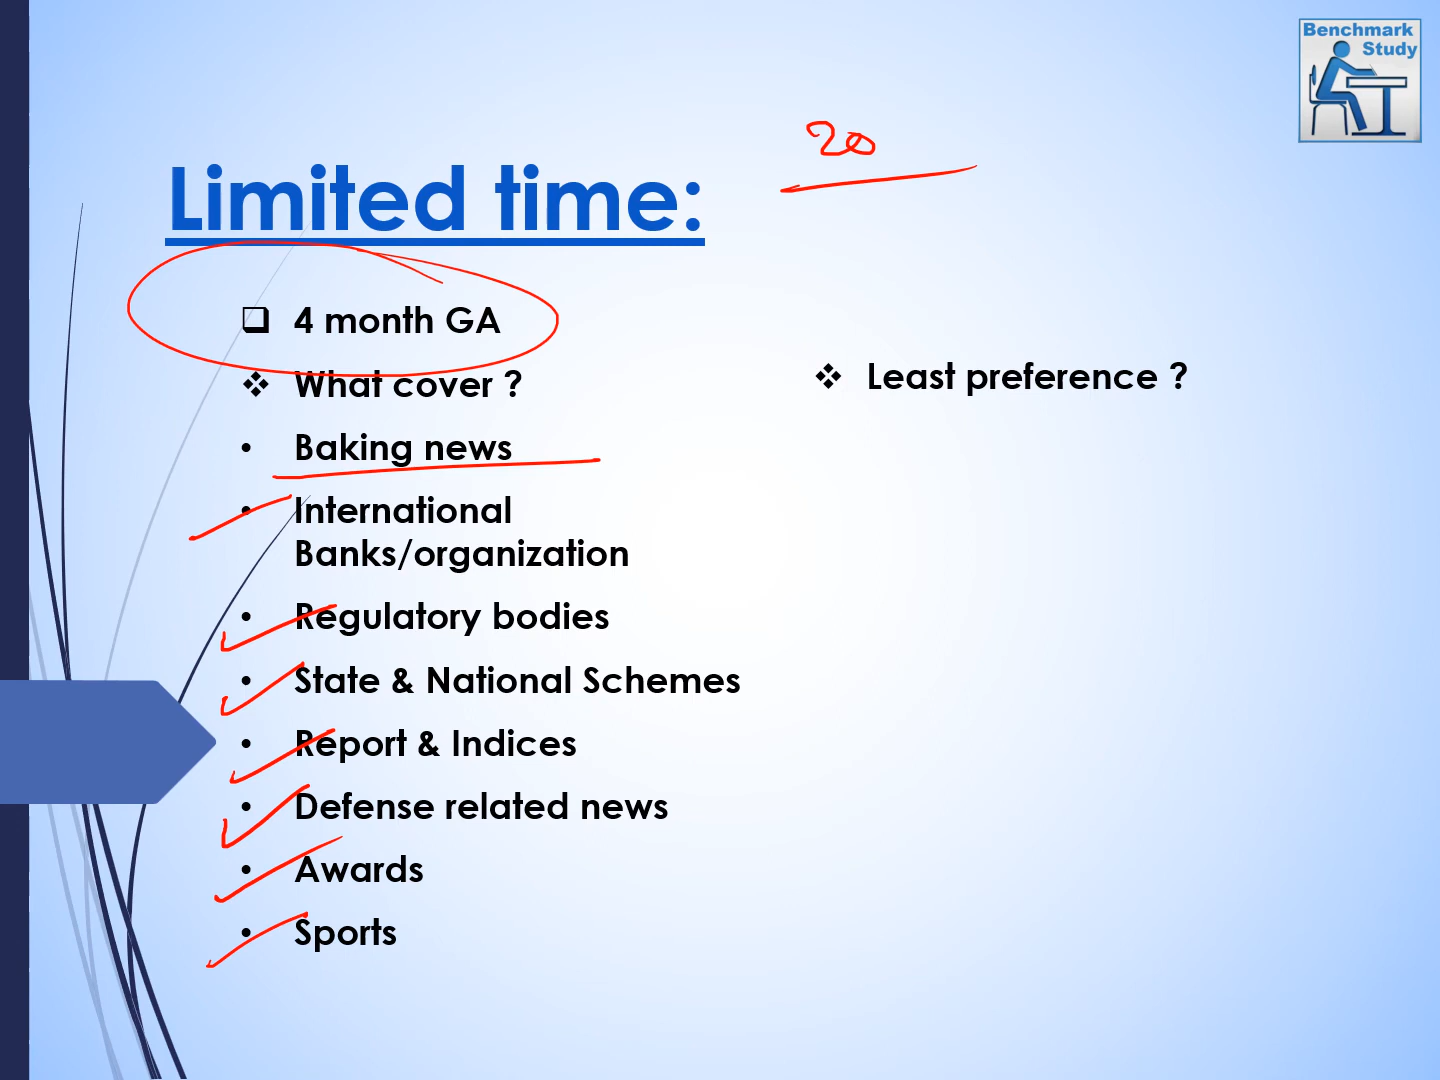 Benchmark
Study
20
Limited time:
4 month GA
What cover ?
Baking news
International
Banks/organization
Regulatory bodies
State & National Schemes
Report & Indices
Defense related news
Awards
Sports
Least preference ?